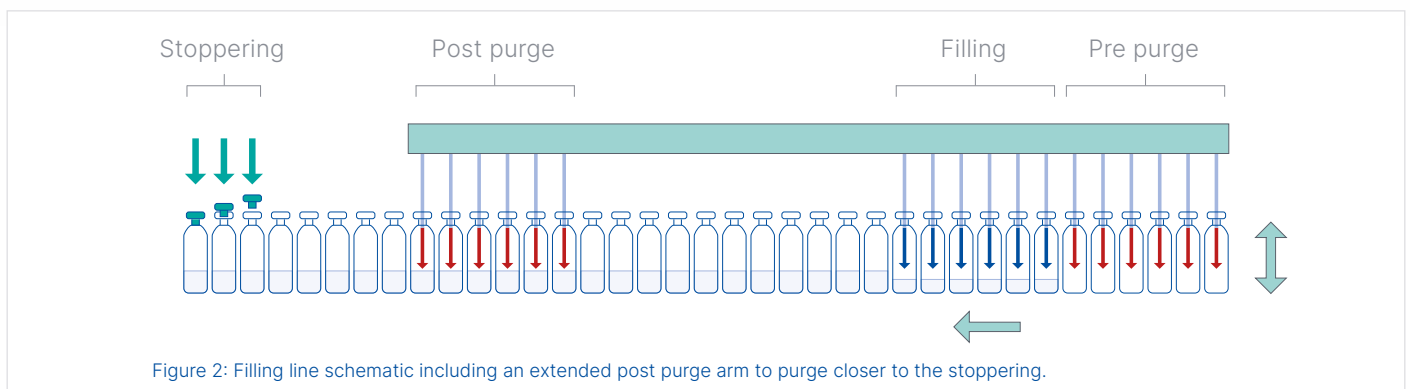 Stoppering Post purge Filling Pre purge
Figure 2: Filling line schematic including an extended post purge arm to purge closer to the stoppering.